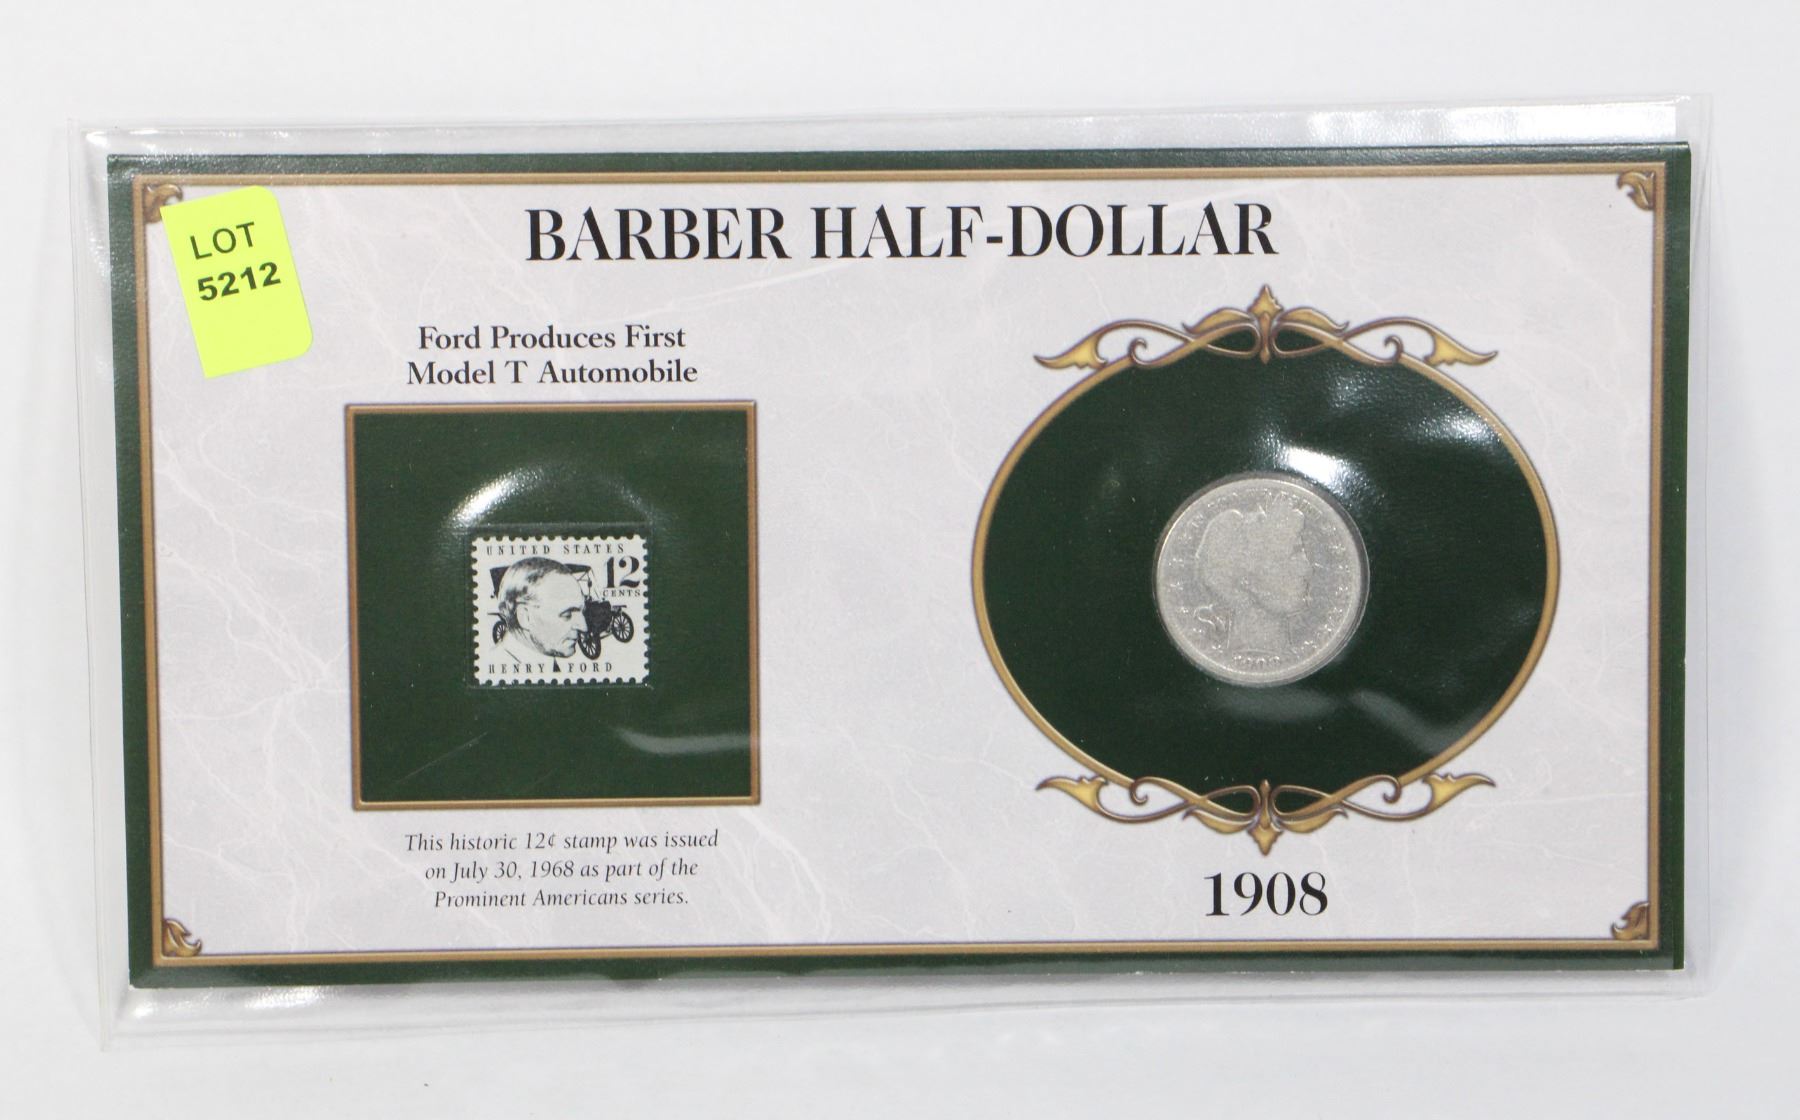 BARBER HALF-DOLLAR
LOT
5212
Ford Produces First
Model T Automobile
UNITED STATES
12
CENTS
HENRY FORD
This historic 12¢ stamp was issued
on July 30, 1968 as part of the
Prominent Americans series.
1908
1908